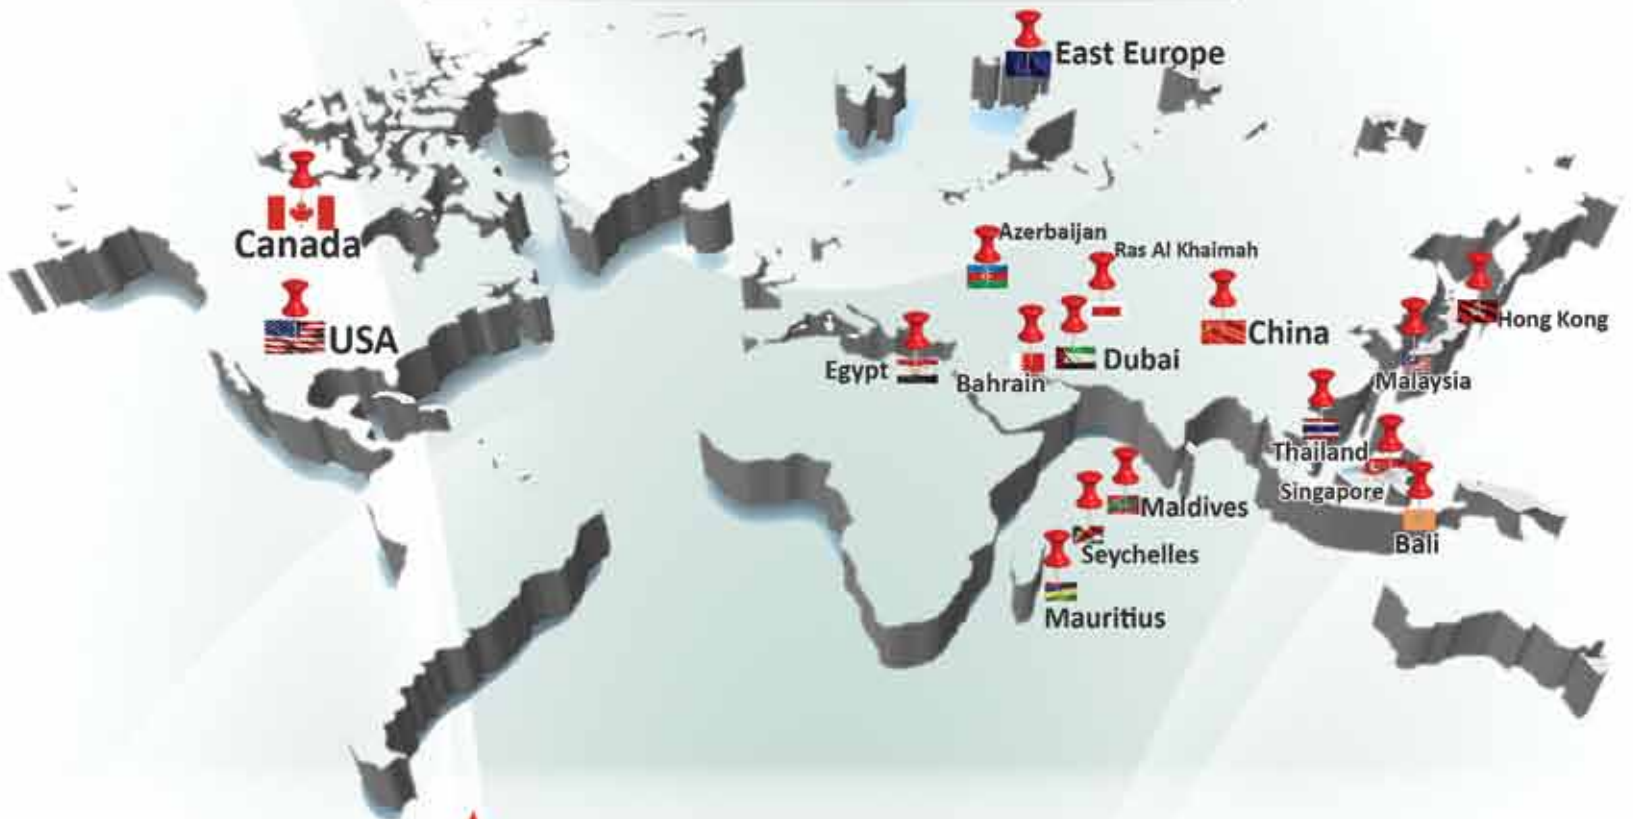 East Europe
Canada
Azerbaijan
Ras Al Khaimah
USA
China
Hong Kong
Egypt
Bahrain
Dubai
Malaysia
Thailand
Singapore
Maldives
Bali
Seychelles
Mauritius